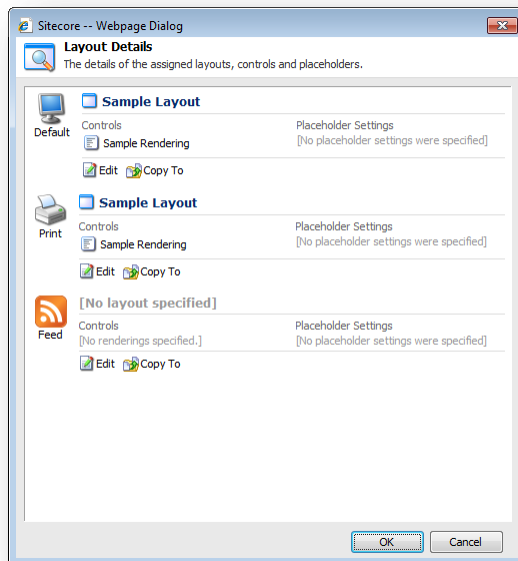 Sitecore -- Webpage Dialog
Layout Details
The details of the assigned layouts, controls and placeholders.
Default
Sample Layout
Controls
Placeholder Settings
Sample Rendering
[No placeholder settings were specified]
Edit
Copy To
Print
Sample Layout
Controls
Placeholder Settings
Sample Rendering
[No placeholder settings were specified]
Edit
Copy To
Feed
[No layout specified]
Controls
Placeholder Settings
[No renderings specified.]
[No placeholder settings were specified]
Edit
Copy To
OK
Cancel